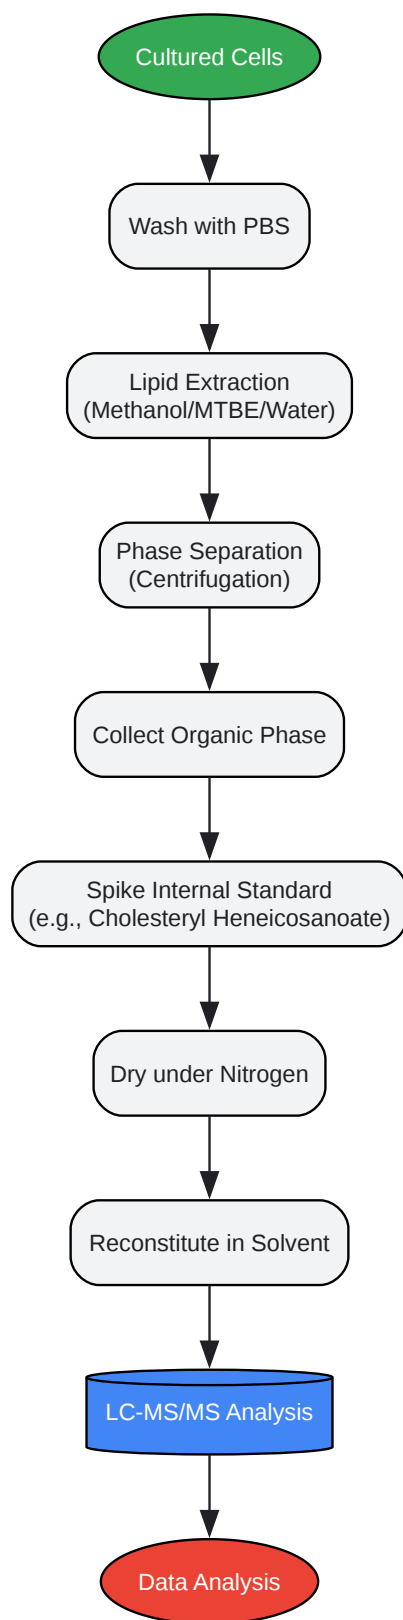 Cultured Cells
Wash with PBS
Lipid Extraction
(Methanol/MTBE/Water)
Phase Separation
(Centrifugation)
Collect Organic Phase
Spike Internal Standard
(e.g., Cholesteryl Heneicosanoate)
Dry under Nitrogen
Reconstitute in Solvent
LC-MS/MS Analysis
Data Analysis